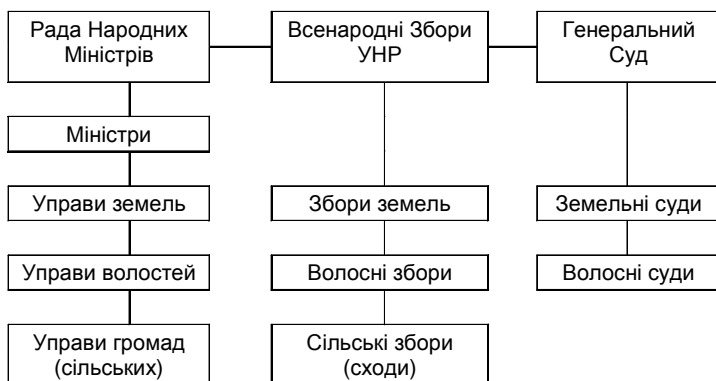 Рада Народних
Міністрів
Всенародні Збори
УНР
Генеральний
Суд
Міністри
Управи земель
Збори земель
Земельні суди
Управи волостей
Волосні збори
Волосні суди
Управи громад
(сільських)
Сільські збори
(сходи)